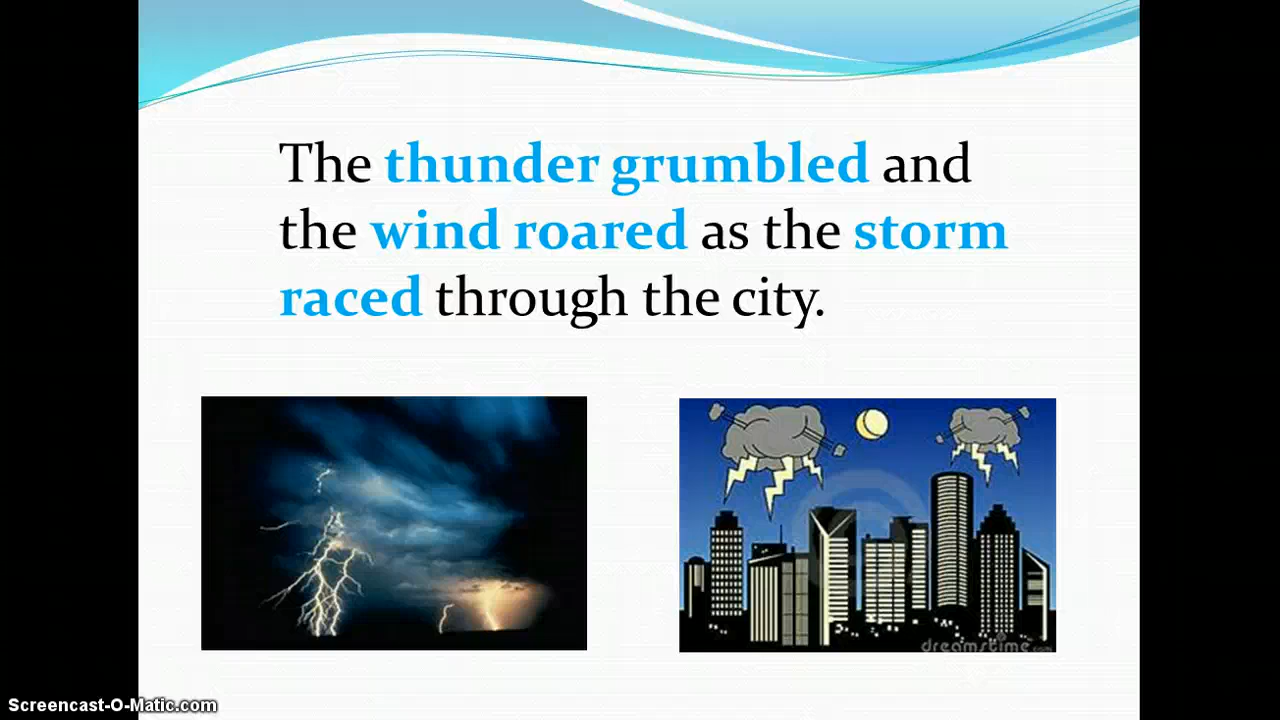 The thunder grumbled and
the wind roared as the storm
raced through the city.
dreamstime.com
Screencast-O-Matic.com